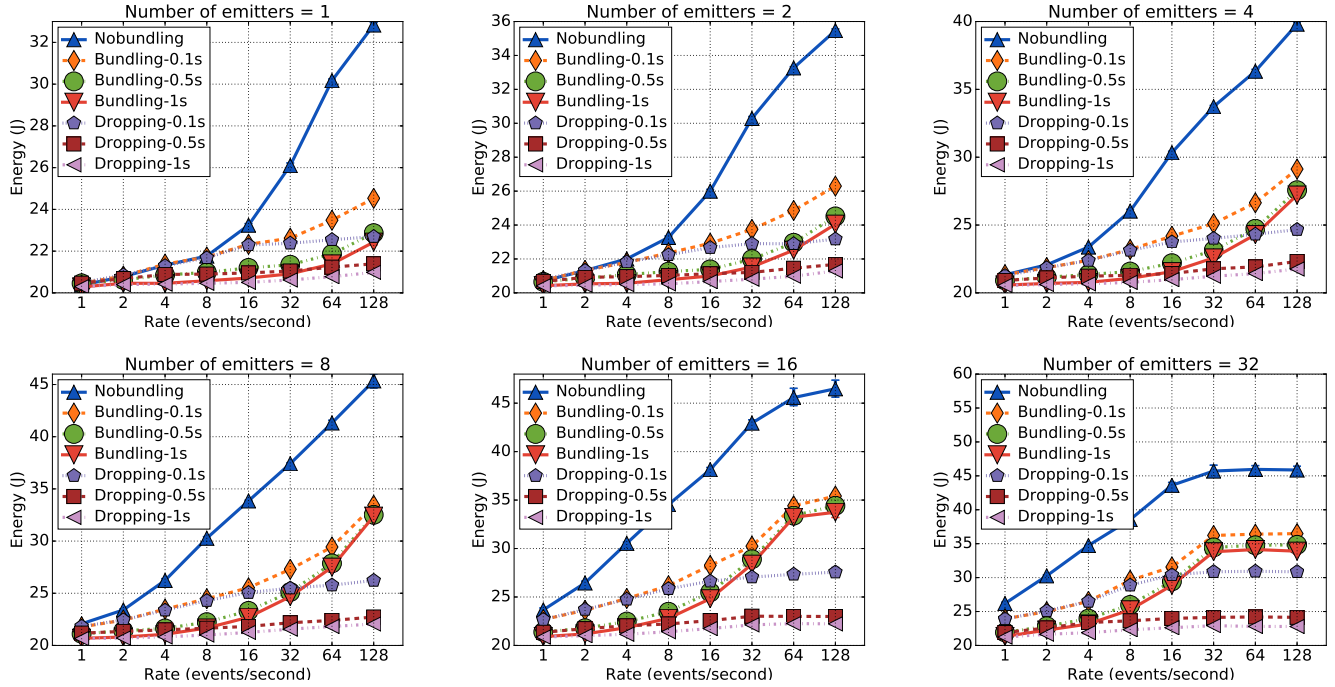 Number of emitters = 1
Energy (J)
32
30
28
26
24
22
20
Nobundling
Bundling-0.1s
Bundling-0.5s
Bundling-1s
Dropping-0.1s
Dropping-0.5s
Dropping-1s
1 2 4 8 16 32 64 128
Rate (events/second)
Number of emitters = 2
Energy (J)
36
34
32
30
28
26
24
22
20
Nobundling
Bundling-0.1s
Bundling-0.5s
Bundling-1s
Dropping-0.1s
Dropping-0.5s
Dropping-1s
1 2 4 8 16 32 64 128
Rate (events/second)
Number of emitters = 4
Energy (J)
40
35
30
25
20
Nobundling
Bundling-0.1s
Bundling-0.5s
Bundling-1s
Dropping-0.1s
Dropping-0.5s
Dropping-1s
1 2 4 8 16 32 64 128
Rate (events/second)
Number of emitters = 8
Energy (J)
45
40
35
30
25
20
Nobundling
Bundling-0.1s
Bundling-0.5s
Bundling-1s
Dropping-0.1s
Dropping-0.5s
Dropping-1s
1 2 4 8 16 32 64 128
Rate (events/second)
Number of emitters = 16
Energy (J)
45
40
35
30
25
20
Nobundling
Bundling-0.1s
Bundling-0.5s
Bundling-1s
Dropping-0.1s
Dropping-0.5s
Dropping-1s
1 2 4 8 16 32 64 128
Rate (events/second)
Number of emitters = 32
Energy (J)
60
55
50
45
40
35
30
25
20
Nobundling
Bundling-0.1s
Bundling-0.5s
Bundling-1s
Dropping-0.1s
Dropping-0.5s
Dropping-1s
1 2 4 8 16 32 64 128
Rate (events/second)